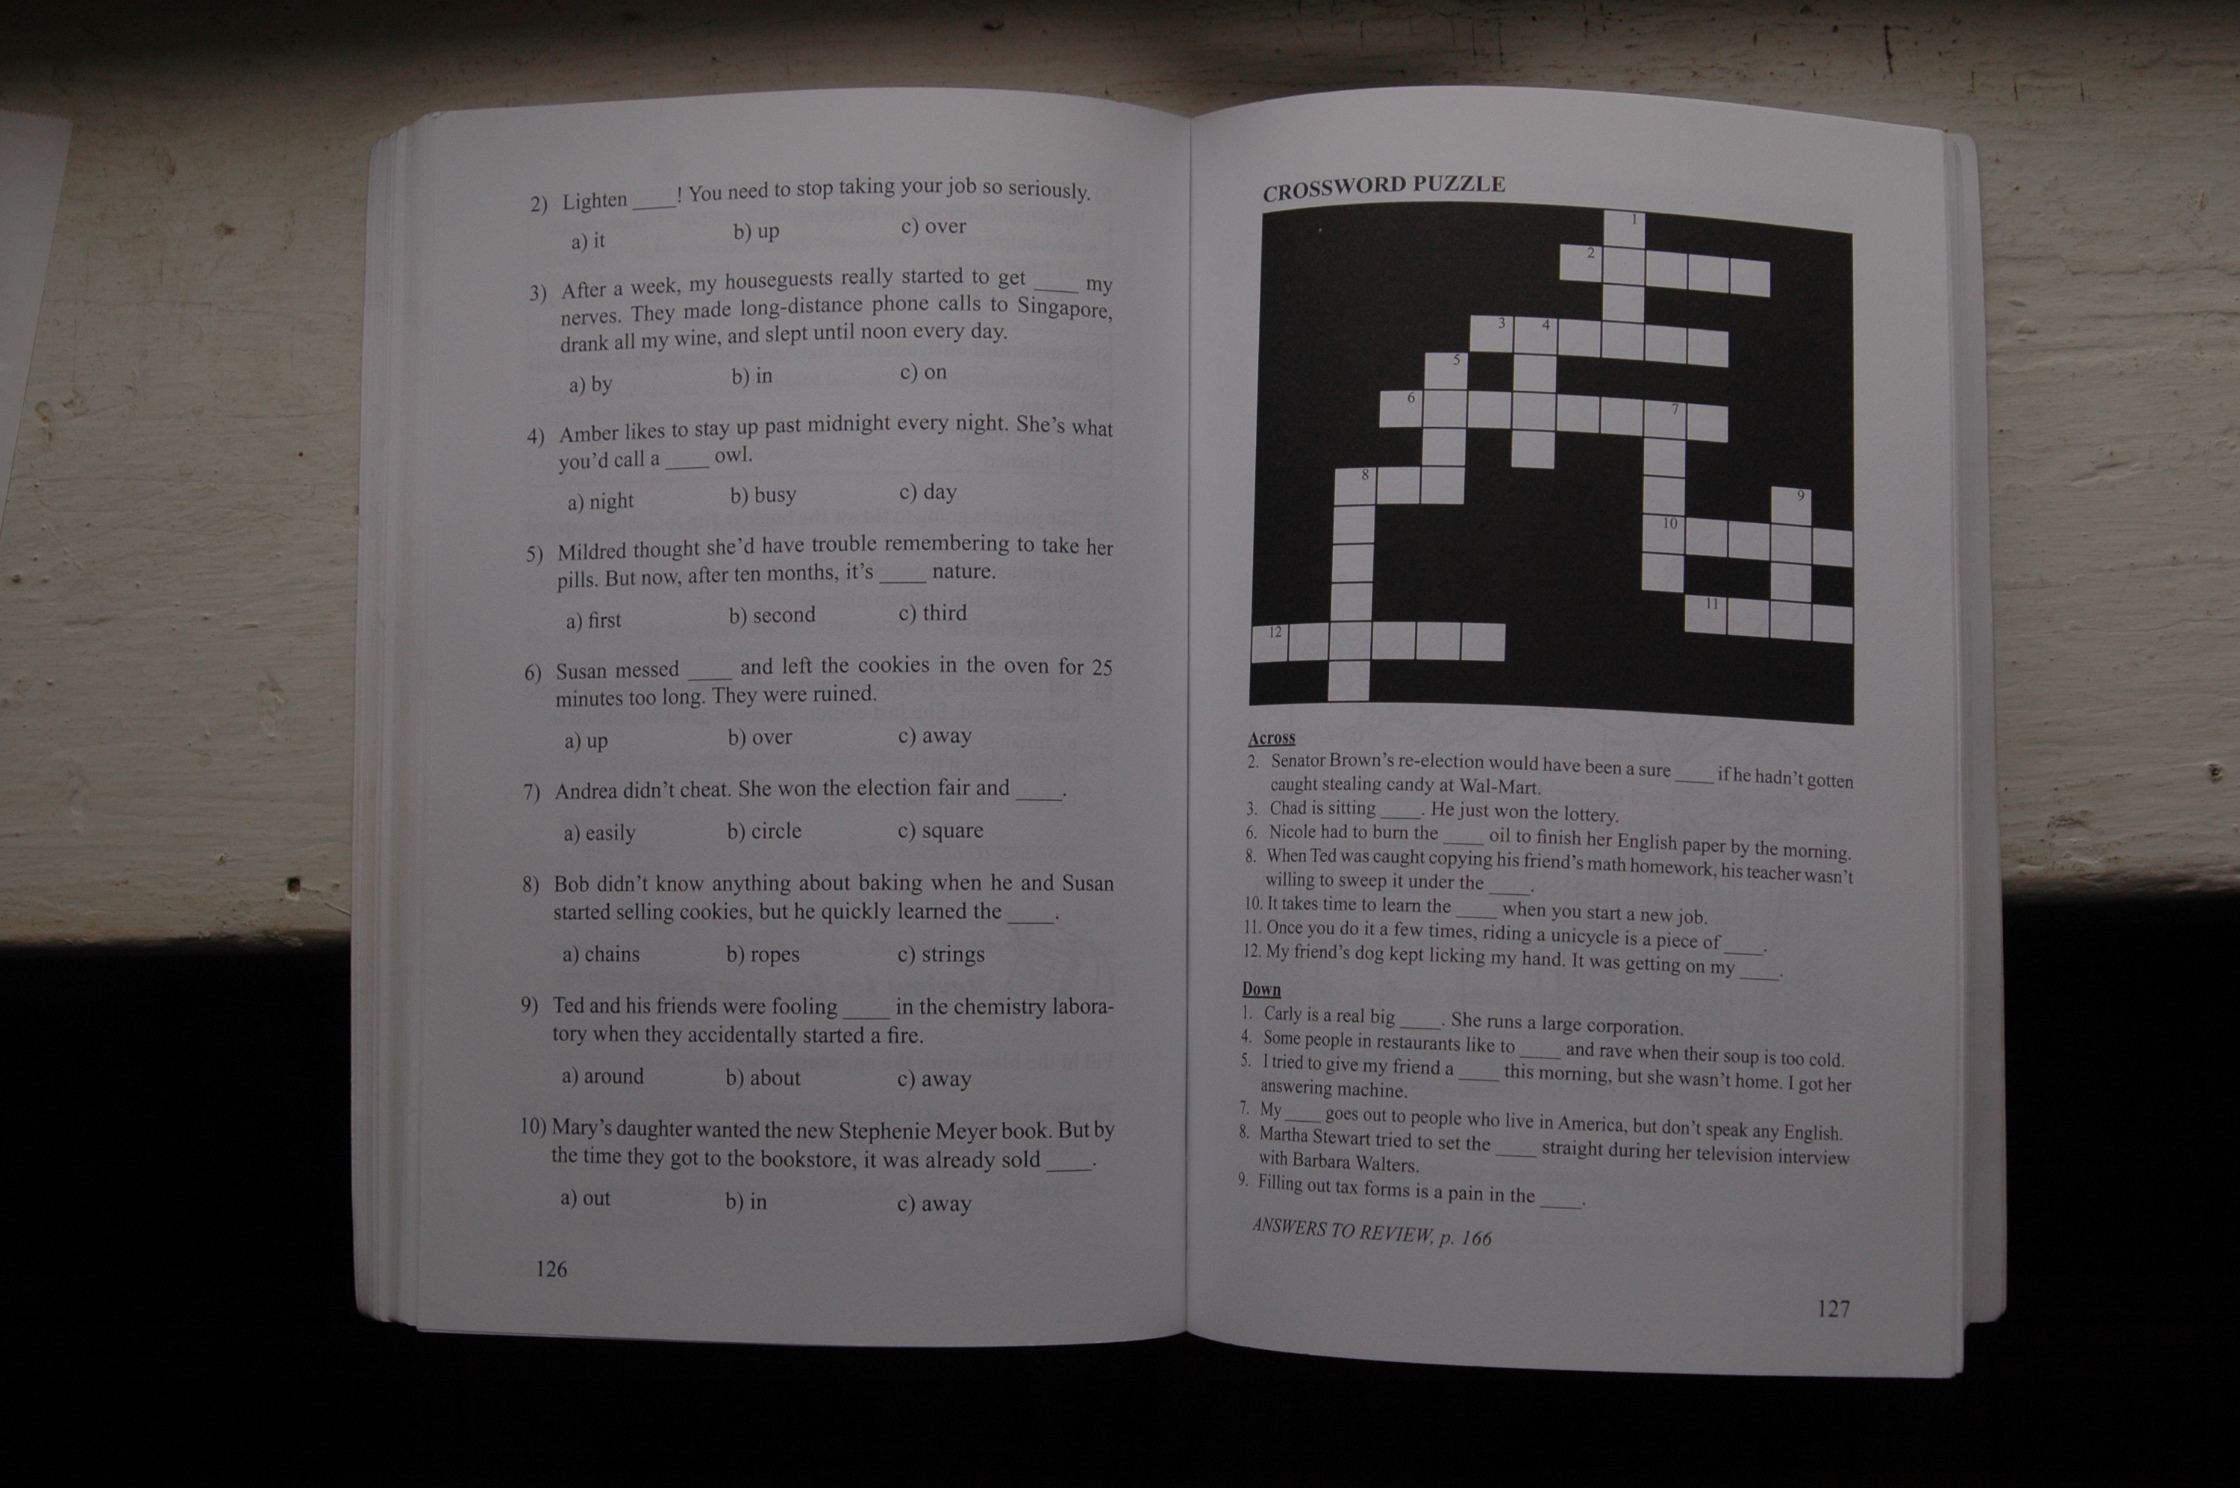 2) Lighten ____! You need to stop taking your job so seriously.
a) it b) up c) over
3) After a week, my houseguests really started to get ____ my
nerves. They made long-distance phone calls to Singapore,
drank all my wine, and slept until noon every day.
a) by b) in c) on
4) Amber likes to stay up past midnight every night. She's what
you'd call a ____ owl.
a) night b) busy c) day
5) Mildred thought she'd have trouble remembering to take her
pills. But now, after ten months, it's ____ nature.
a) first b) second c) third
6) Susan messed ____ and left the cookies in the oven for 25
minutes too long. They were ruined.
a) up b) over c) away
7) Andrea didn't cheat. She won the election fair and ____.
a) easily b) circle c) square
8) Bob didn't know anything about baking when he and Susan
started selling cookies, but he quickly learned the ____.
a) chains b) ropes c) strings
9) Ted and his friends were fooling ____ in the chemistry labora-
tory when they accidentally started a fire.
a) around b) about c) away
10) Mary's daughter wanted the new Stephenie Meyer book. But by
the time they got to the bookstore, it was already sold ____.
a) out b) in c) away
126
CROSSWORD PUZZLE
1
2
3 4
5
6 7
8
9
10
11
12
Across
2. Senator Brown's re-election would have been a sure ____ if he hadn't gotten
caught stealing candy at Wal-Mart.
3. Chad is sitting ____. He just won the lottery.
6. Nicole had to burn the ____ oil to finish her English paper by the morning.
8. When Ted was caught copying his friend's math homework, his teacher wasn't
willing to sweep it under the ____.
10. It takes time to learn the ____ when you start a new job.
11. Once you do it a few times, riding a unicycle is a piece of ____.
12. My friend's dog kept licking my hand. It was getting on my ____.
Down
1. Carly is a real big ____. She runs a large corporation.
4. Some people in restaurants like to ____ and rave when their soup is too cold.
5. I tried to give my friend a ____ this morning, but she wasn't home. I got her
answering machine.
7. My ____ goes out to people who live in America, but don't speak any English.
8. Martha Stewart tried to set the ____ straight during her television interview
with Barbara Walters.
9. Filling out tax forms is a pain in the ____.
ANSWERS TO REVIEW, p. 166
127